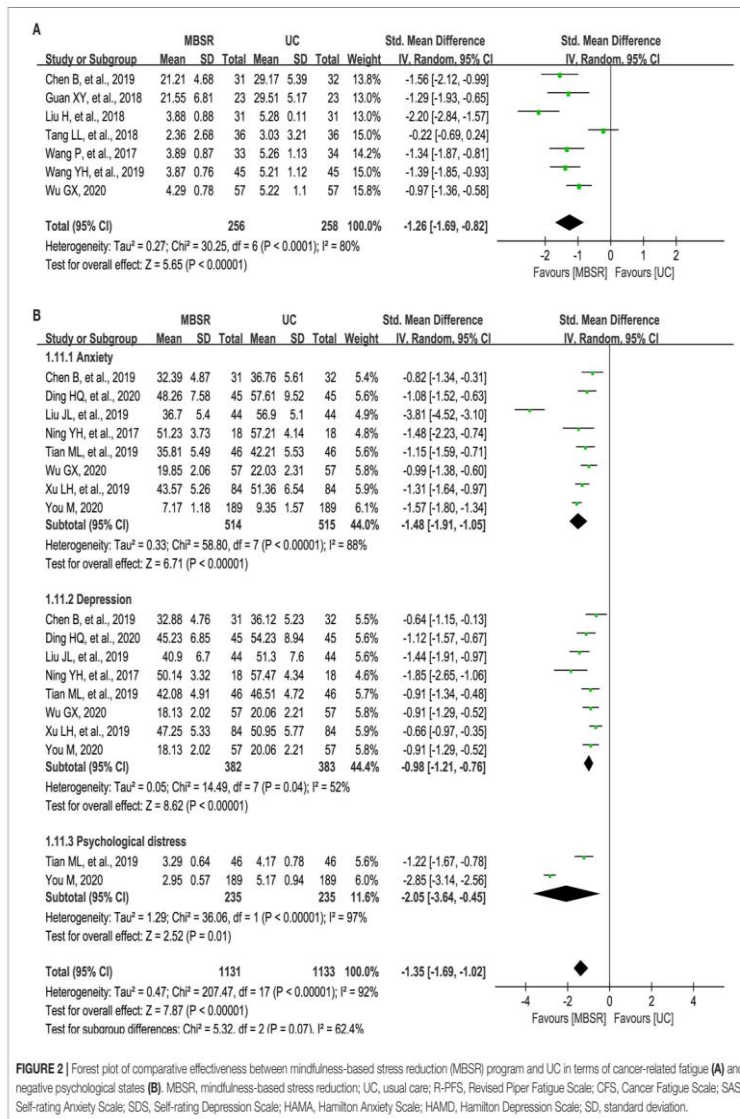 A
MBSR UC Std. Mean Difference Std. Mean Difference
Study or Subgroup Mean SD Total Mean SD Total Weight IV, Random, 95% CI IV, Random, 95% CI
Chen B, et al., 2019 21.21 4.68 31 29.17 5.39 32 13.8% -1.56 [-2.12, -0.99]
Guan XY, et al., 2018 21.55 6.81 23 29.51 5.17 23 13.0% -1.29 [-1.93, -0.65]
Liu H, et al., 2018 3.88 0.88 31 5.28 0.11 31 13.0% -2.20 [-2.84, -1.57]
Tang LL, et al., 2018 2.36 2.68 36 3.03 3.21 36 15.0% -0.22 [-0.69, 0.24]
Wang P, et al., 2017 3.89 0.87 33 5.26 1.13 34 14.2% -1.34 [-1.87, -0.81]
Wang YH, et al., 2019 3.87 0.76 45 5.21 1.12 45 15.0% -1.39 [-1.85, -0.93]
Wu GX, 2020 4.29 0.78 57 5.22 1.1 57 15.8% -0.97 [-1.36, -0.58]
Total (95% CI) 256 258 100.0% -1.26 [-1.69, -0.82]
Heterogeneity: Tau² = 0.27; Chi² = 30.25, df = 6 (P < 0.0001); I² = 80%
Test for overall effect: Z = 5.65 (P < 0.00001)
-2 -1 0 1 2
Favours [MBSR] Favours [UC]
B
MBSR UC Std. Mean Difference Std. Mean Difference
Study or Subgroup Mean SD Total Mean SD Total Weight IV, Random, 95% CI IV, Random, 95% CI
1.11.1 Anxiety
Chen B, et al., 2019 32.39 4.87 31 36.76 5.61 32 5.4% -0.82 [-1.34, -0.31]
Ding HQ, et al., 2020 48.26 7.58 45 57.61 9.52 45 5.6% -1.08 [-1.52, -0.63]
Liu JL, et al., 2019 36.7 5.4 44 56.9 5.1 44 4.8% -3.81 [-4.52, -3.10]
Ning YH, et al., 2017 51.23 3.73 18 57.21 4.14 18 4.8% -1.48 [-2.23, -0.74]
Tian ML, et al., 2019 35.81 5.49 46 42.21 5.53 46 5.6% -1.15 [-1.59, -0.71]
Wu GX, 2020 19.85 2.06 57 22.03 2.31 57 5.7% -0.99 [-1.38, -0.60]
Xu LH, et al., 2019 43.57 5.26 84 51.36 6.54 84 5.8% -1.31 [-1.64, -0.97]
You M, 2020 7.17 1.18 189 9.35 1.57 189 6.1% -1.57 [-1.80, -1.34]
Subtotal (95% CI) 514 515 44.0% -1.48 [-1.91, -1.05]
Heterogeneity: Tau² = 0.33; Chi² = 58.80, df = 7 (P < 0.00001); I² = 88%
Test for overall effect: Z = 6.71 (P < 0.00001)
1.11.2 Depression
Chen B, et al., 2019 32.88 4.76 31 36.12 5.23 32 5.5% -0.64 [-1.15, -0.13]
Ding HQ, et al., 2020 45.23 6.85 45 54.23 8.94 45 5.6% -1.12 [-1.57, -0.67]
Liu JL, et al., 2019 40.9 6.7 44 51.3 7.6 44 5.5% -1.44 [-1.91, -0.97]
Ning YH, et al., 2017 50.14 3.32 18 57.47 4.34 18 4.6% -1.85 [-2.65, -1.06]
Tian ML, et al., 2019 42.08 4.91 46 46.51 4.72 46 5.6% -0.91 [-1.34, -0.48]
Wu GX, 2020 18.13 2.02 57 20.06 2.21 57 5.7% -0.91 [-1.29, -0.52]
Xu LH, et al., 2019 47.25 5.33 84 50.95 5.77 84 5.9% -0.66 [-0.97, -0.35]
You M, 2020 18.13 2.02 57 20.06 2.21 57 5.7% -0.91 [-1.29, -0.52]
Subtotal (95% CI) 382 383 44.4% -0.98 [-1.21, -0.76]
Heterogeneity: Tau² = 0.05; Chi² = 14.49, df = 7 (P = 0.04); I² = 52%
Test for overall effect: Z = 8.62 (P < 0.00001)
1.11.3 Psychological distress
Tian ML, et al., 2019 3.29 0.64 46 4.17 0.78 46 5.6% -1.22 [-1.67, -0.78]
You M, 2020 2.95 0.57 189 5.17 0.94 189 6.0% -2.85 [-3.14, -2.56]
Subtotal (95% CI) 235 235 11.6% -2.05 [-3.64, -0.45]
Heterogeneity: Tau² = 1.29; Chi² = 36.06, df = 1 (P < 0.00001); I² = 97%
Test for overall effect: Z = 2.52 (P = 0.01)
Total (95% CI) 1131 1133 100.0% -1.35 [-1.69, -1.02]
Heterogeneity: Tau² = 0.47; Chi² = 207.47, df = 17 (P < 0.00001); I² = 92%
Test for overall effect: Z = 7.87 (P < 0.00001)
Test for subgroup differences: Chi² = 5.32, df = 2 (P = 0.07), I² = 62.4%
-4 -2 0 2 4
Favours [MBSR] Favours [UC]
FIGURE 2 | Forest plot of comparative effectiveness between mindfulness-based stress reduction (MBSR) program and UC in terms of cancer-related fatigue (A) and
negative psychological states (B). MBSR, mindfulness-based stress reduction; UC, usual care; R-PFS, Revised Piper Fatigue Scale; CFS, Cancer Fatigue Scale; SAS,
Self-rating Anxiety Scale; SDS, Self-rating Depression Scale; HAMA, Hamilton Anxiety Scale; HAMD, Hamilton Depression Scale; SD, standard deviation.